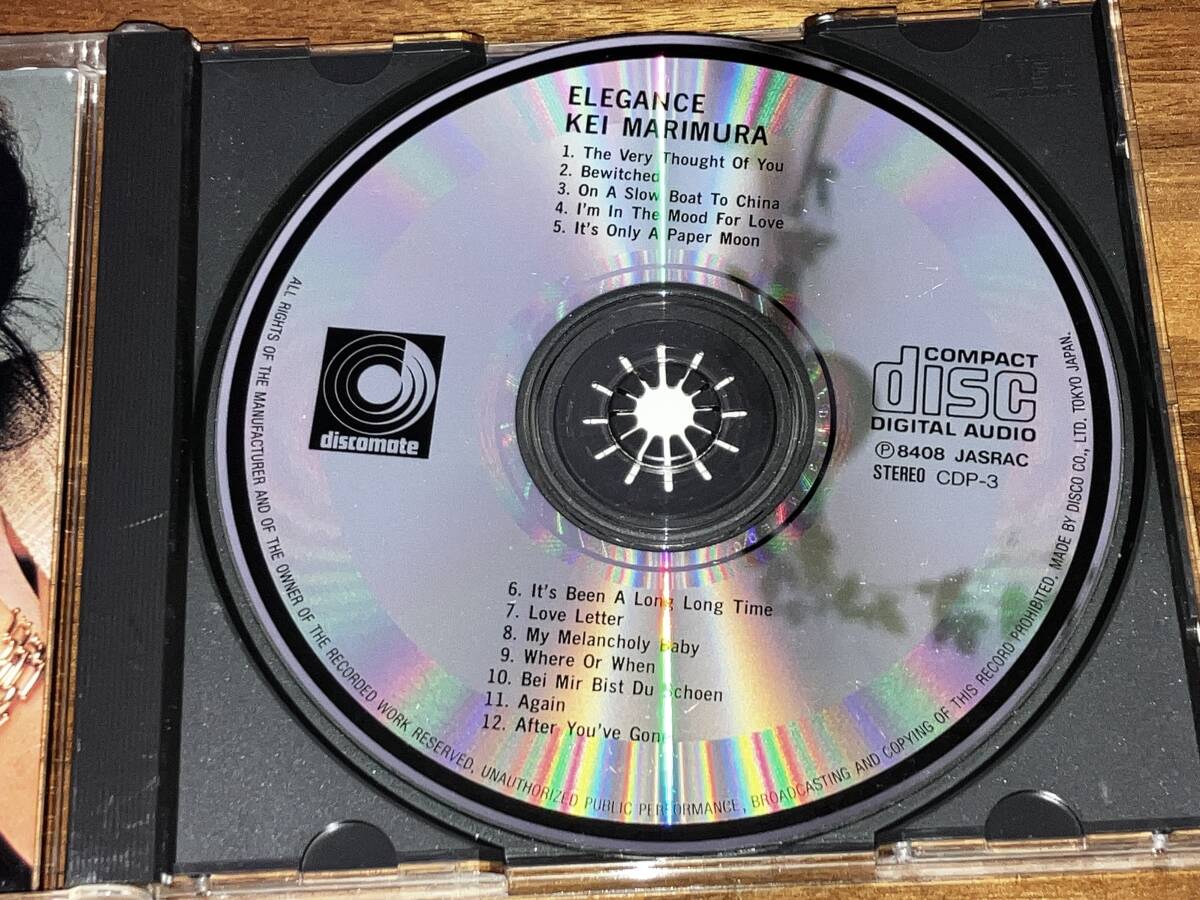 ELEGANCE
KEI MARIMURA
1. The Very Thought Of You
2. Bewitched
3. On A Slow Boat To China
4. I'm In The Mood For Love
5. It's Only A Paper Moon
discomate
COMPACT
disc
DIGITAL AUDIO
Ⓟ8408 JASRAC
STEREO CDP-3
6. It's Been A Long Long Time
7. Love Letter
8. My Melancholy Baby
9. Where Or When
10. Bei Mir Bist Du Schoen
11. Again
12. After You've Gone
ALL RIGHTS OF THE MANUFACTURER AND OF THE OWNER OF THE RECORDED WORK RESERVED, UNAUTHORIZED PUBLIC PERFORMANCE, BROADCASTING AND COPYING OF THIS RECORD PROHIBITED. MADE BY DISCO CO., LTD. TOKYO JAPAN.